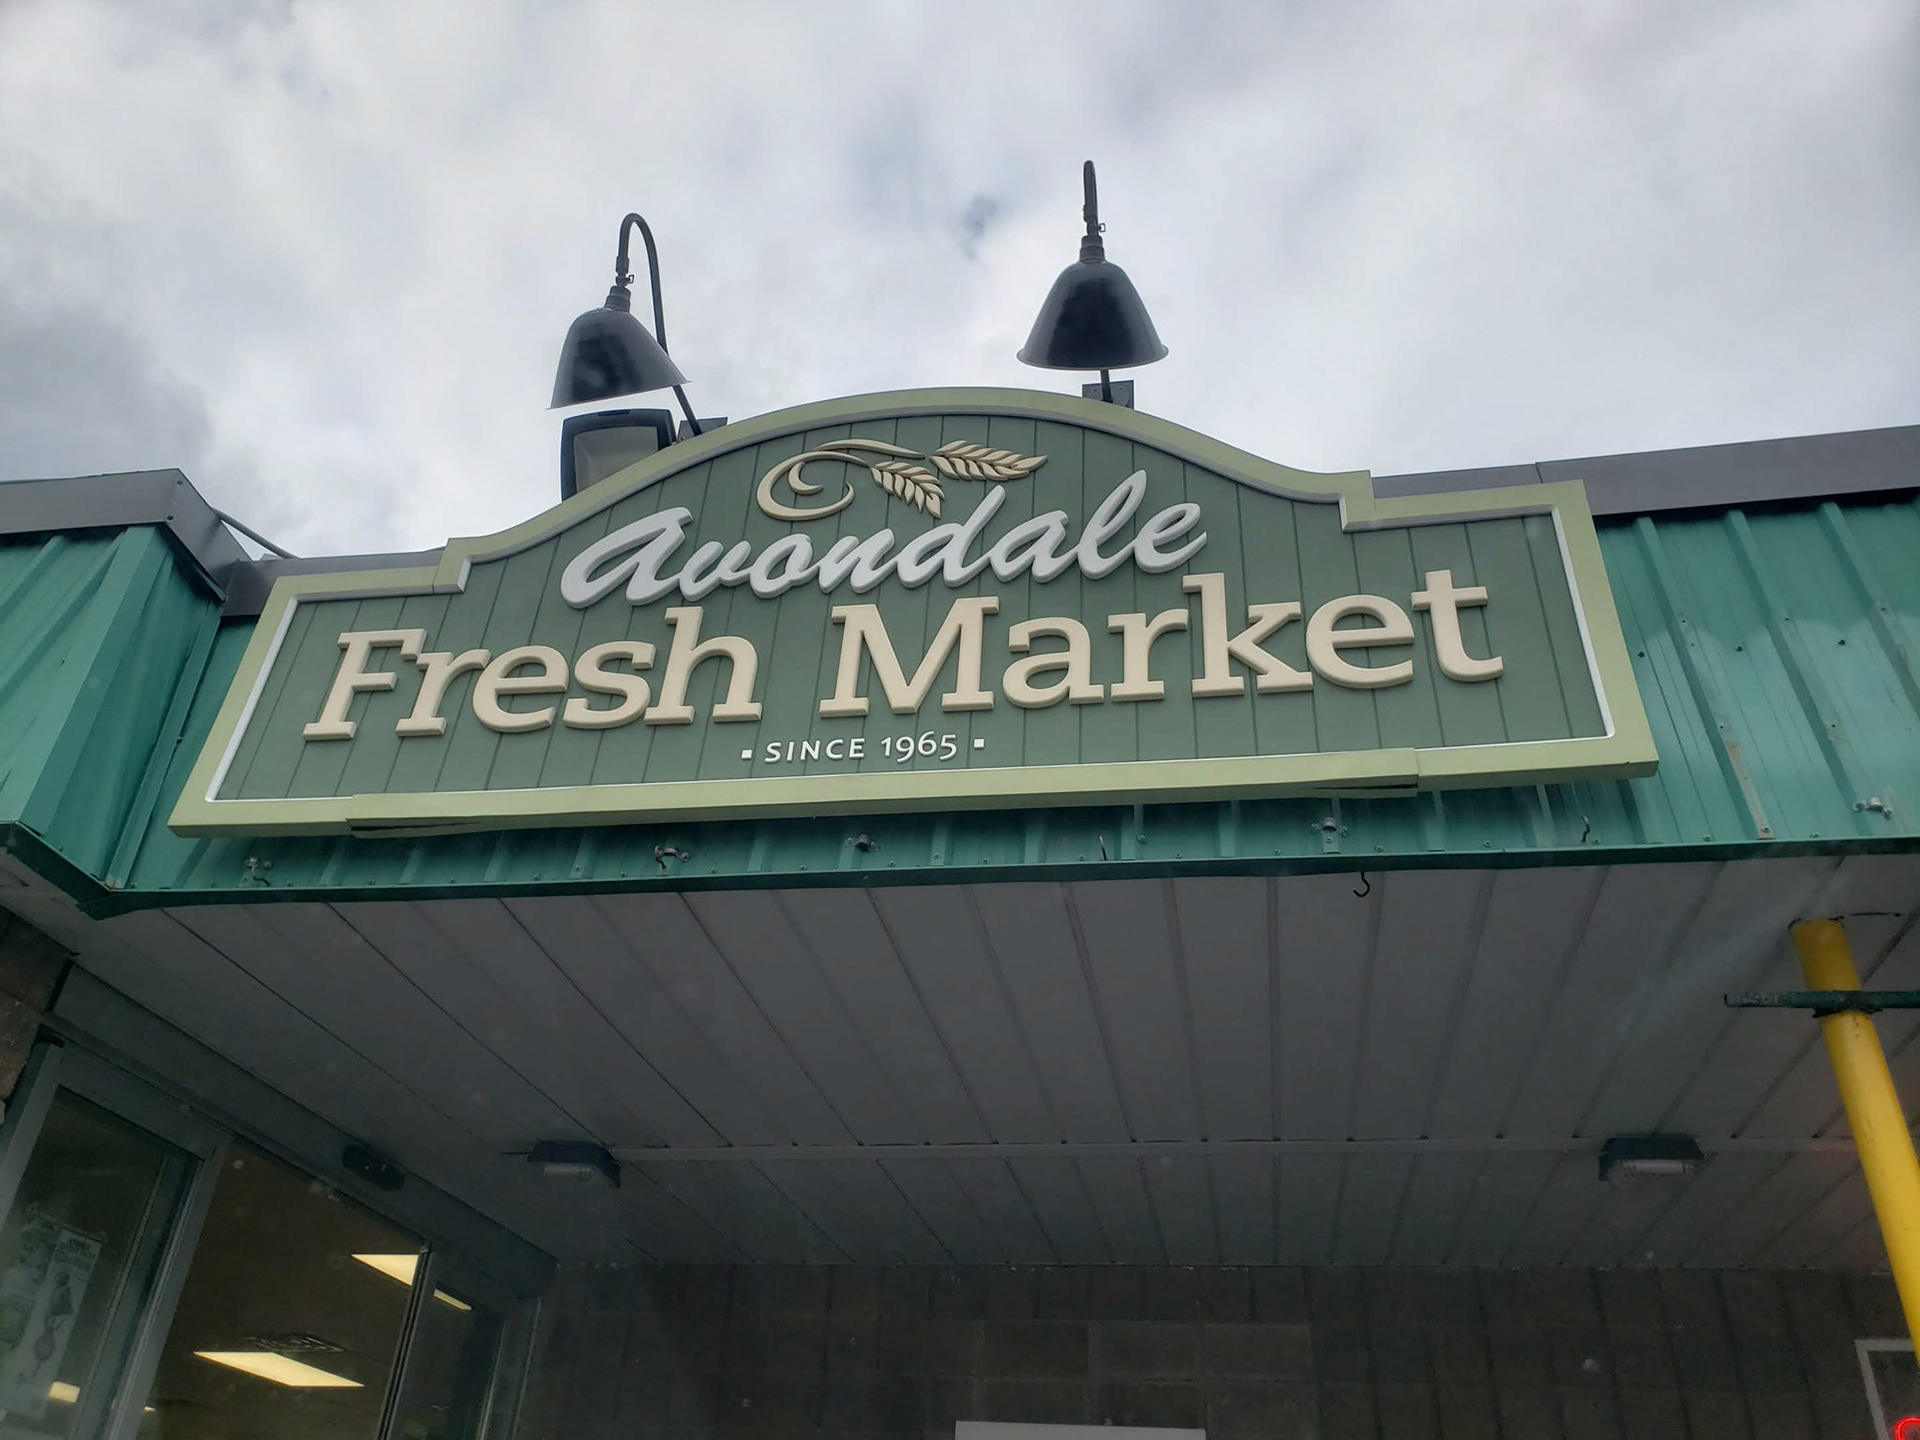 Avondale
Fresh Market
▪ SINCE 1965 ▪